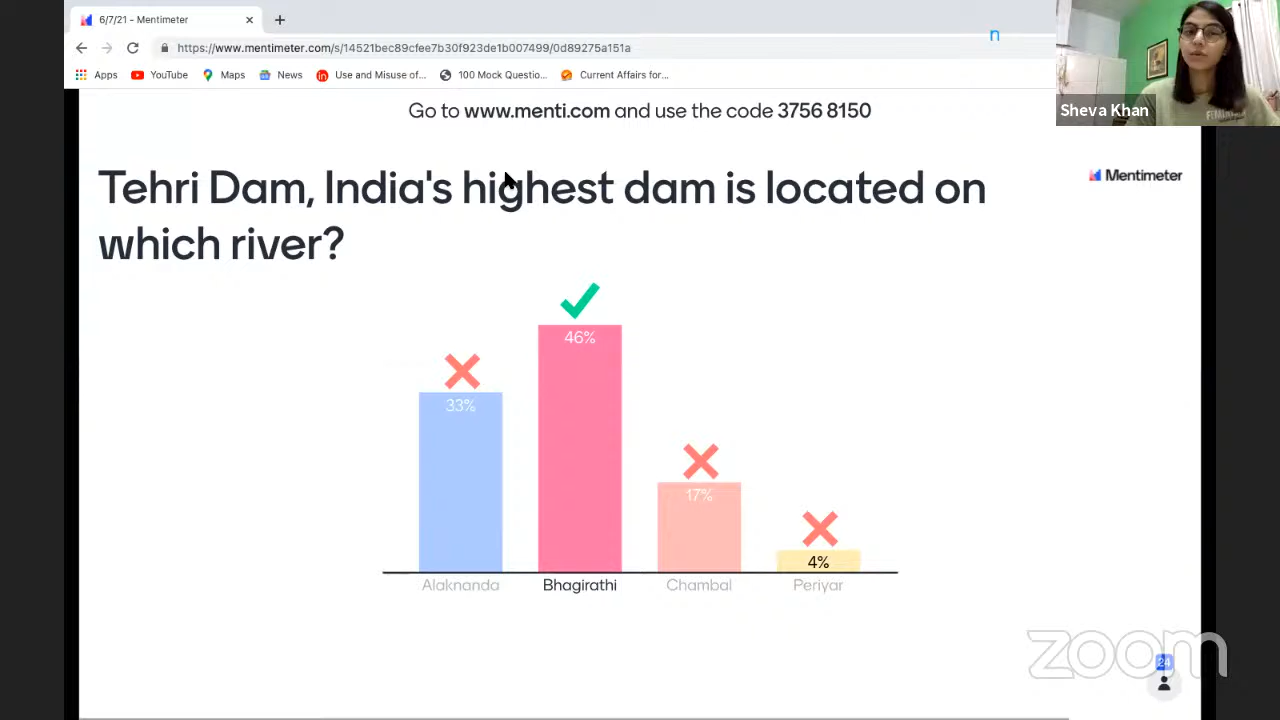 6/7/21 - Mentimeter
https://www.mentimeter.com/s/14521bec89cfee7b30f923de1b007499/0d89275a151a
n
Apps YouTube Maps News Use and Misuse of... 100 Mock Questio... Current Affairs for...
Sheva Khan
Go to www.menti.com and use the code 3756 8150
Mentimeter
Tehri Dam, India's highest dam is located on
which river?
46%
33%
17%
4%
Alaknanda Bhagirathi Chambal Periyar
zoom
24